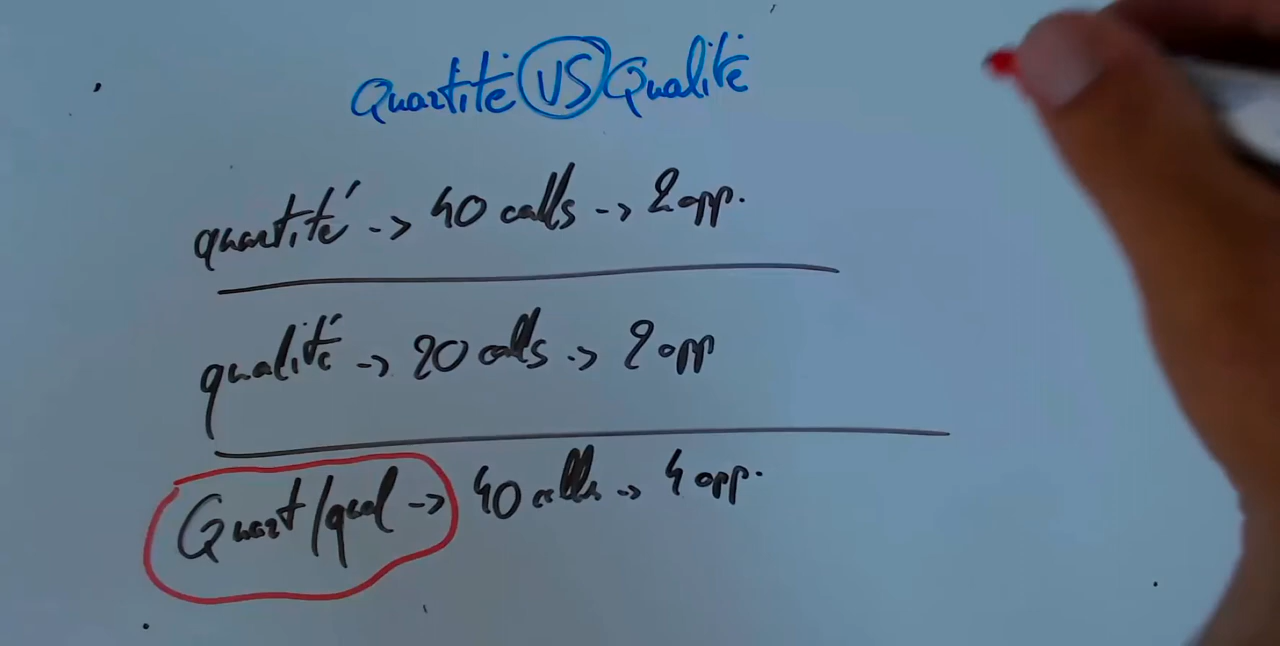 Quantité VS Qualité
quantité -> 40 calls -> 2 opp.
qualité -> 20 calls -> 2 opp
Quant/qual -> 40 calls -> 4 opp.